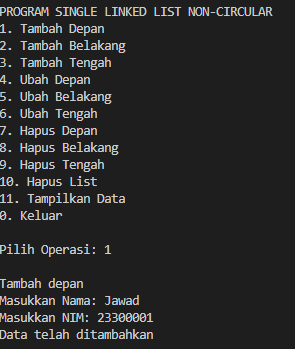 PROGRAM SINGLE LINKED LIST NON-CIRCULAR
1. Tambah Depan
2. Tambah Belakang
3. Tambah Tengah
4. Ubah Depan
5. Ubah Belakang
6. Ubah Tengah
7. Hapus Depan
8. Hapus Belakang
9. Hapus Tengah
10. Hapus List
11. Tampilkan Data
0. Keluar
Pilih Operasi: 1
Tambah depan
Masukkan Nama: Jawad
Masukkan NIM: 23300001
Data telah ditambahkan